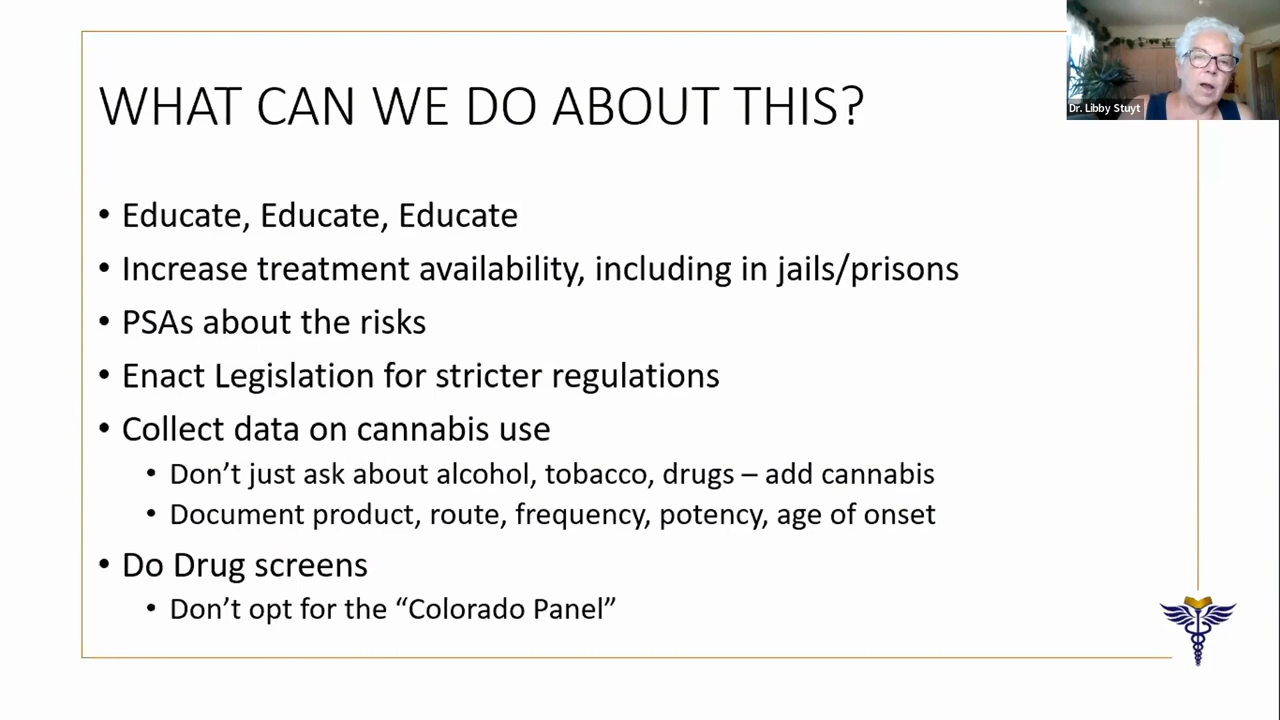 Dr. Libby Stuyt
WHAT CAN WE DO ABOUT THIS?
• Educate, Educate, Educate
• Increase treatment availability, including in jails/prisons
• PSAs about the risks
• Enact Legislation for stricter regulations
• Collect data on cannabis use
• Don’t just ask about alcohol, tobacco, drugs – add cannabis
• Document product, route, frequency, potency, age of onset
• Do Drug screens
• Don’t opt for the “Colorado Panel”